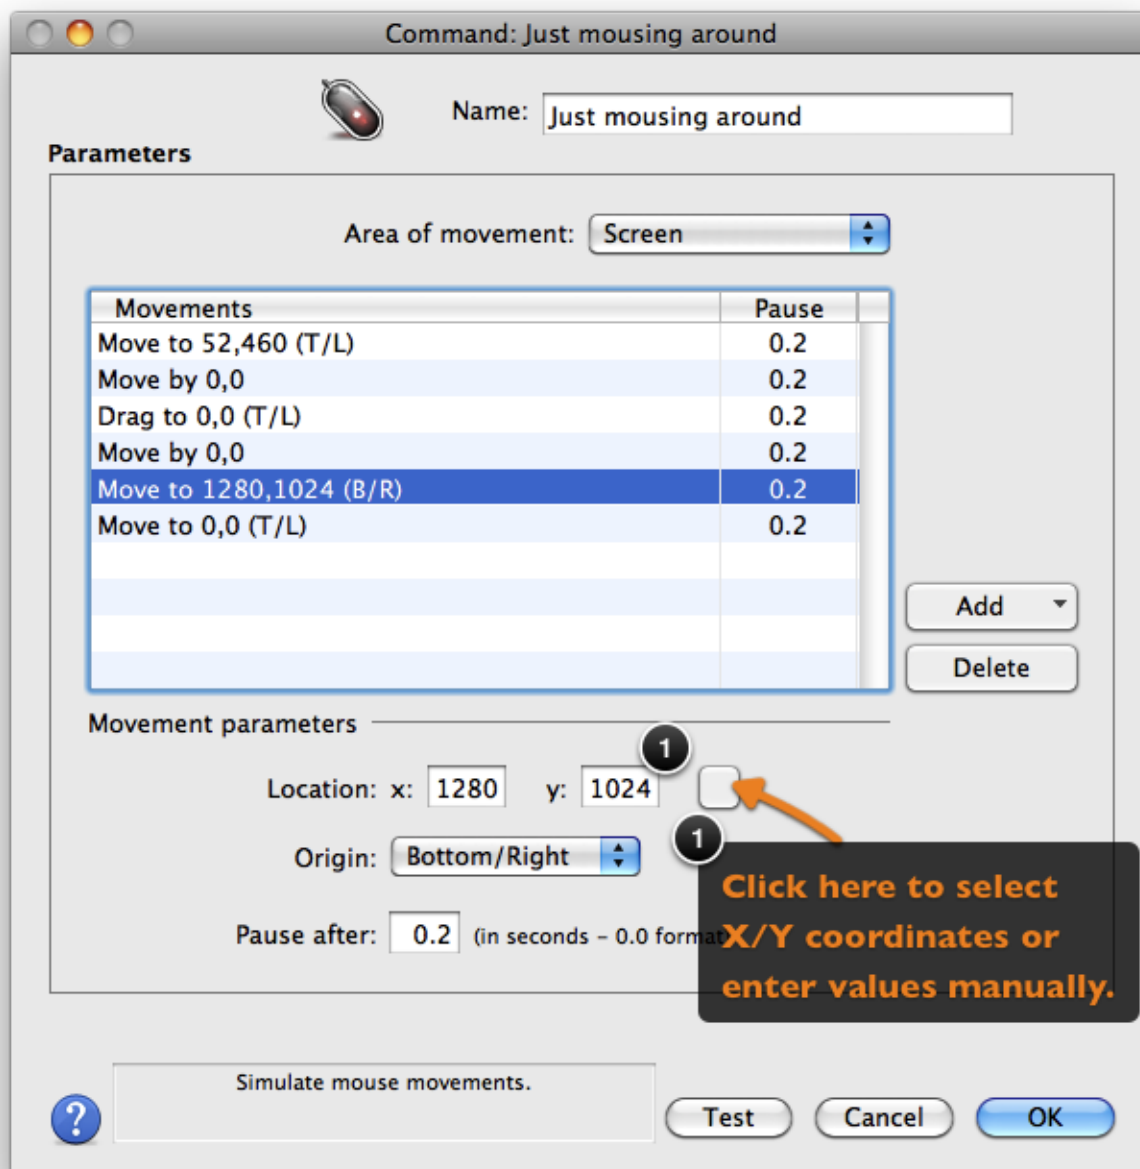 Command: Just mousing around
Name: Just mousing around
Parameters
Area of movement: Screen
Movements Pause
Move to 52,460 (T/L) 0.2
Move by 0,0 0.2
Drag to 0,0 (T/L) 0.2
Move by 0,0 0.2
Move to 1280,1024 (B/R) 0.2
Move to 0,0 (T/L) 0.2
Add
Delete
Movement parameters
1
Location: x: 1280 y: 1024
1
Origin: Bottom/Right
Click here to select
X/Y coordinates or
enter values manually.
Pause after: 0.2 (in seconds – 0.0 format
Simulate mouse movements.
?
Test Cancel OK